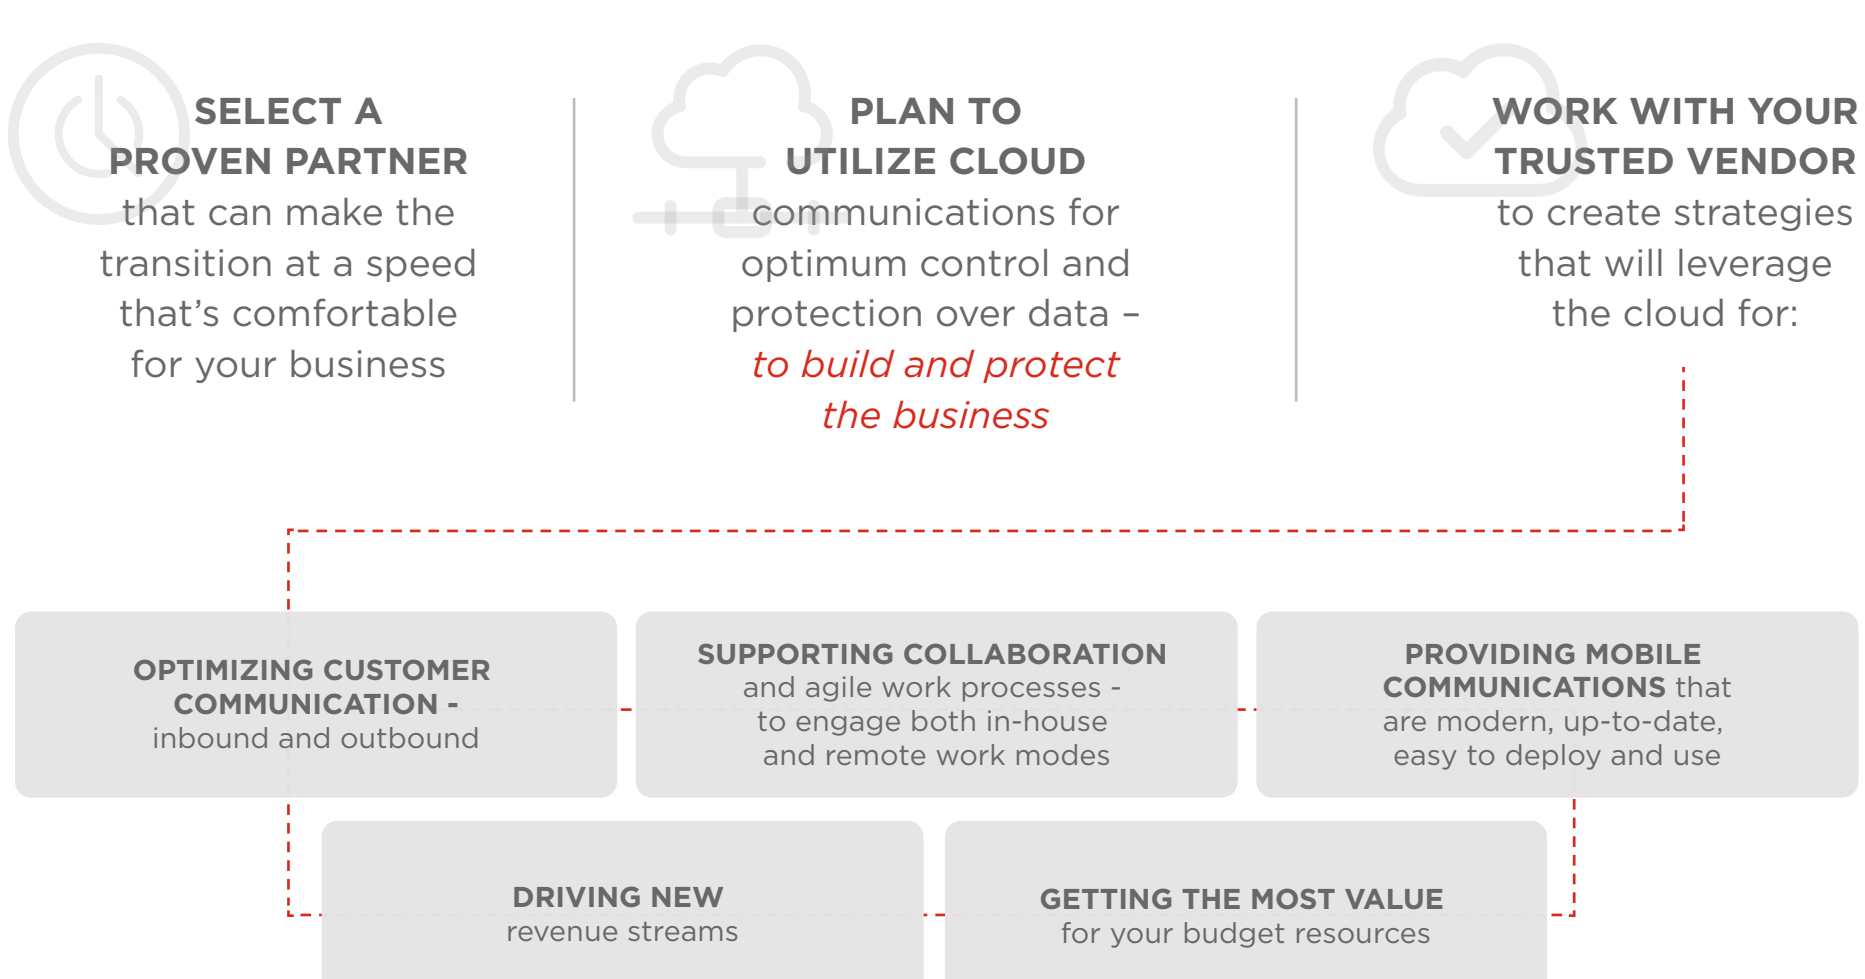 SELECT A
PROVEN PARTNER
that can make the
transition at a speed
that’s comfortable
for your business
PLAN TO
UTILIZE CLOUD
communications for
optimum control and
protection over data –
to build and protect
the business
WORK WITH YOUR
TRUSTED VENDOR
to create strategies
that will leverage
the cloud for:
OPTIMIZING CUSTOMER
COMMUNICATION -
inbound and outbound
SUPPORTING COLLABORATION
and agile work processes -
to engage both in-house
and remote work modes
PROVIDING MOBILE
COMMUNICATIONS that
are modern, up-to-date,
easy to deploy and use
DRIVING NEW
revenue streams
GETTING THE MOST VALUE
for your budget resources